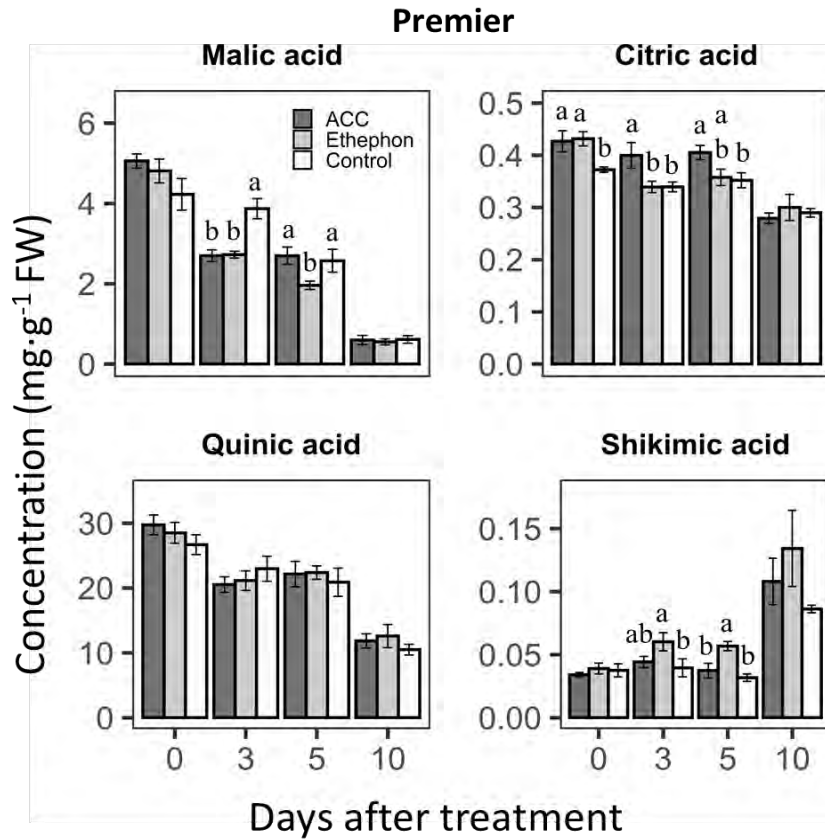 Premier
Malic acid
6
4
2
0
ACC
Ethephon
Control
b b a
a b a
Citric acid
0.5
0.4
0.3
0.2
0.1
0.0
a a b
a b b
a a
b b
Concentration (mg·g⁻¹ FW)
Quinic acid
30
20
10
0
0 3 5 10
Shikimic acid
0.15
0.10
0.05
0.00
ab a b
b a b
0 3 5 10
Days after treatment